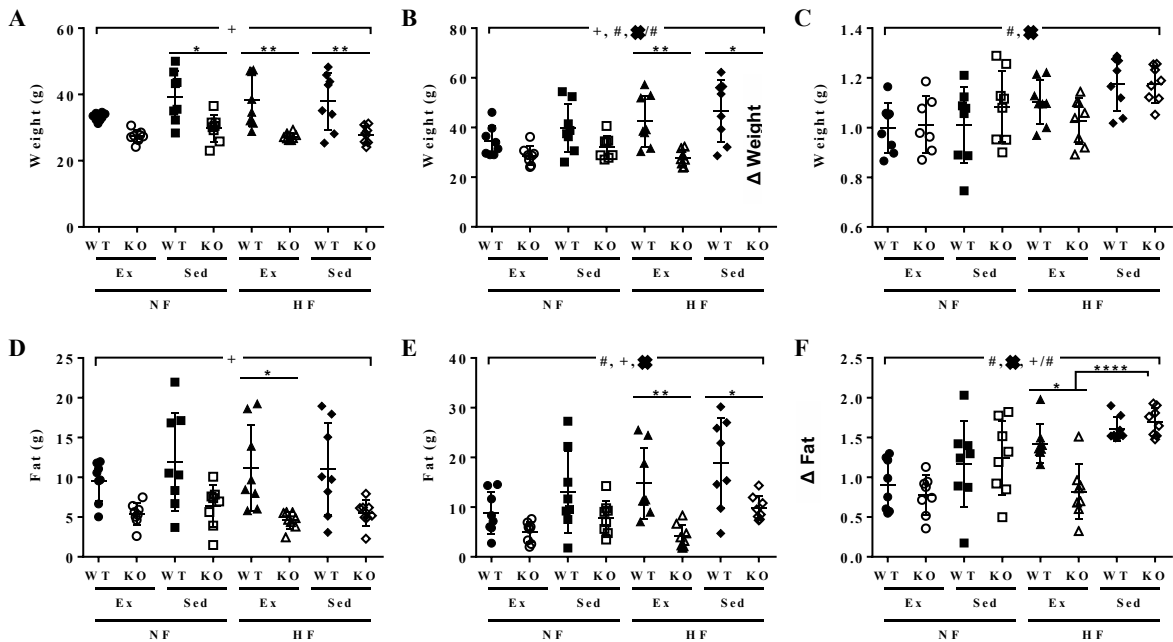 A
B
C
Weight (g)
60
40
20
0
+
*
**
**
WT KO WT KO WT KO WT KO
Ex Sed Ex Sed
NF HF
Weight (g)
80
60
40
20
0
+, #, ✖/#
**
*
Δ Weight
WT KO WT KO WT KO WT
Ex Sed Ex Sed
NF HF
Weight (g)
1.4
1.2
1.0
0.8
0.6
#, ✖
WT KO WT KO WT KO WT KO
Ex Sed Ex Sed
NF HF
D
E
F
Fat (g)
25
20
15
10
5
0
+
*
WT KO WT KO WT KO WT KO
Ex Sed Ex Sed
NF HF
Fat (g)
40
30
20
10
0
#, +, ✖
**
*
WT KO WT KO WT KO WT KO
Ex Sed Ex Sed
NF HF
Δ Fat
2.5
2.0
1.5
1.0
0.5
0.0
#, ✖, +/#
*
****
WT KO WT KO WT KO WT KO
Ex Sed Ex Sed
NF HF